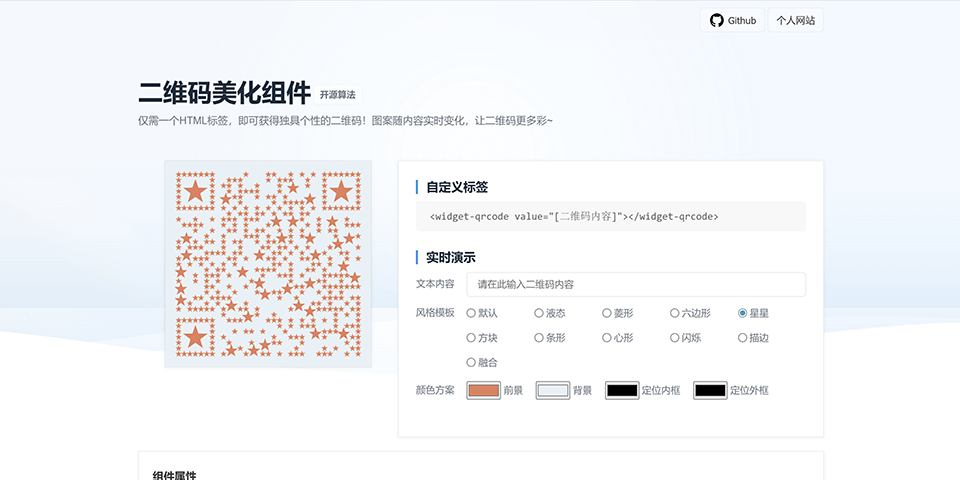 Github 个人网站
二维码美化组件 开源算法
仅需一个HTML标签，即可获得独具个性的二维码！图案随内容实时变化，让二维码更多彩~
自定义标签
<widget-qrcode value="[二维码内容]"></widget-qrcode>
实时演示
文本内容 请在此输入二维码内容
风格模板 默认 液态 菱形 六边形 星星
方块 条形 心形 闪烁 描边
融合
颜色方案 前景 背景 定位内框 定位外框
组件属性